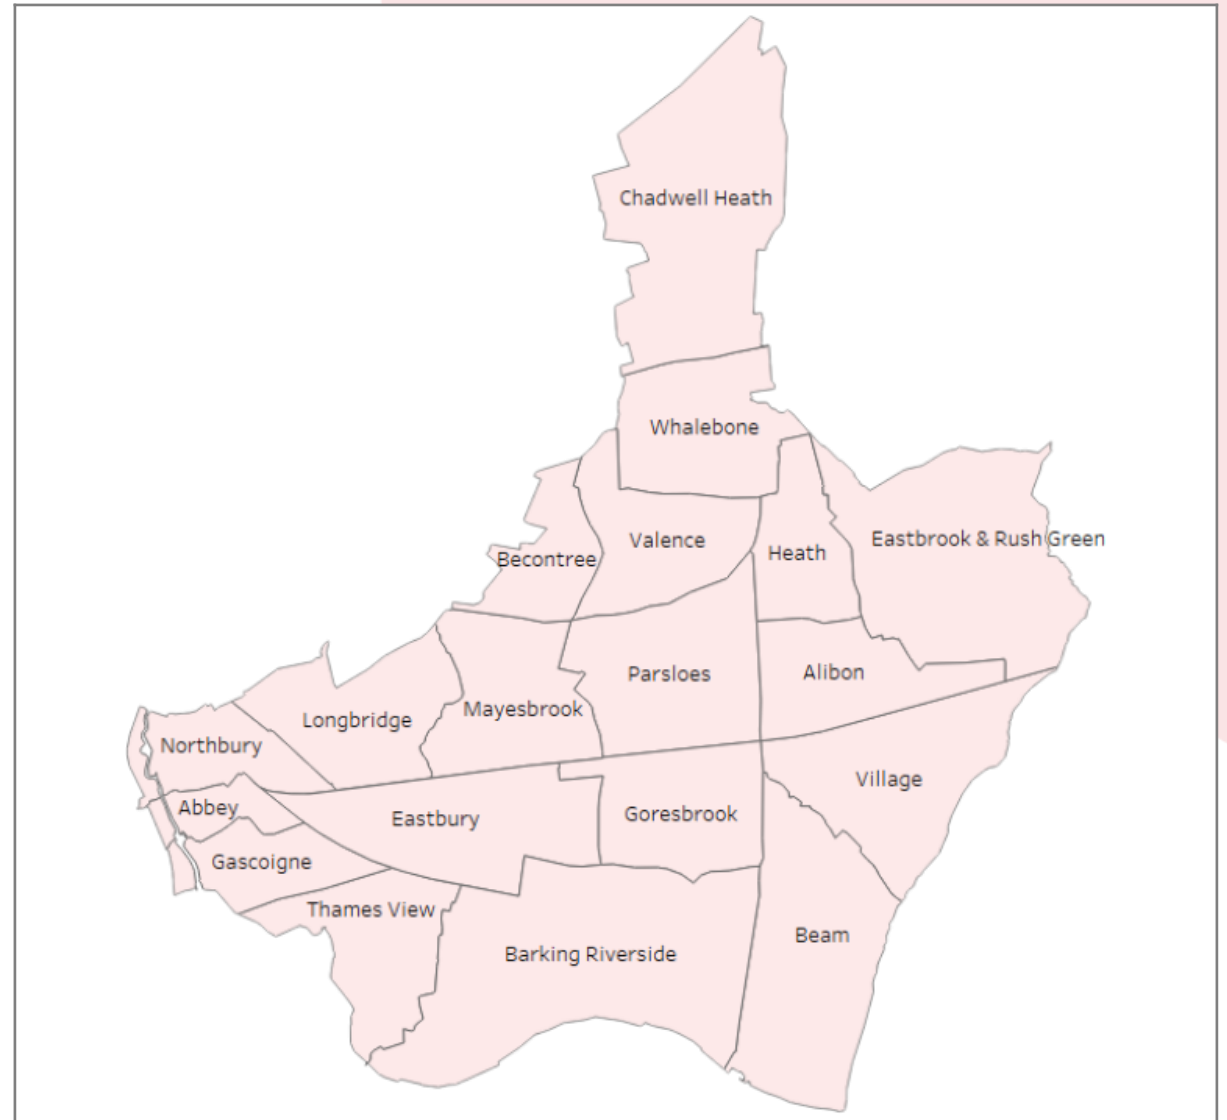 Chadwell Heath
Whalebone
Eastbrook & Rush Green
Valence
Heath
Becontree
Parsloes
Alibon
Mayesbrook
Longbridge
Northbury
Village
Abbey
Goresbrook
Eastbury
Gascoigne
Thames View
Beam
Barking Riverside